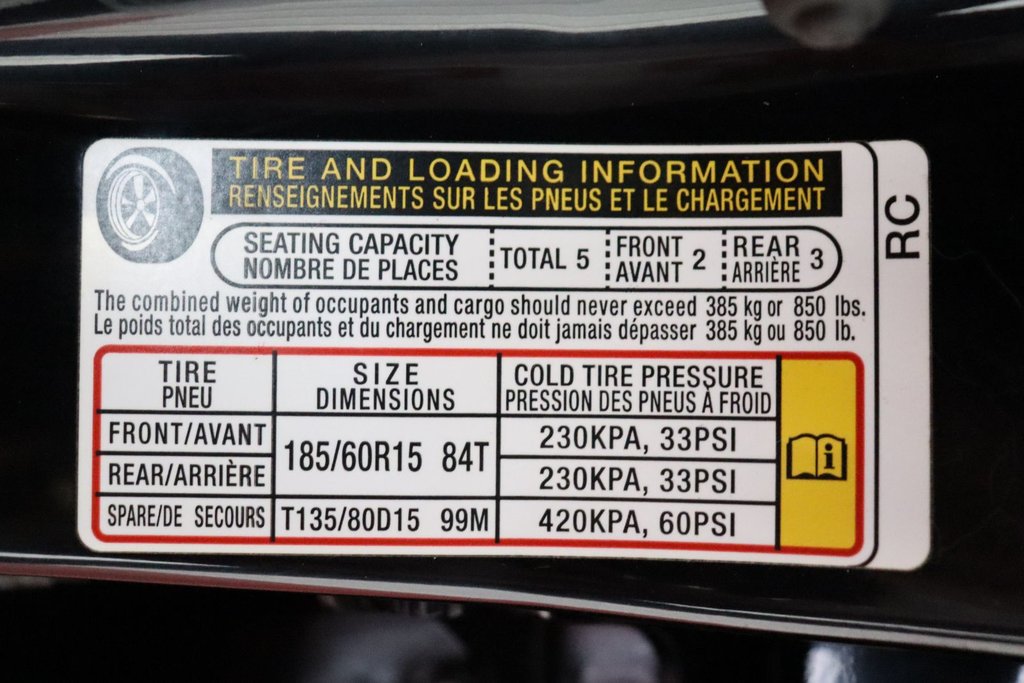 TIRE AND LOADING INFORMATION
RENSEIGNEMENTS SUR LES PNEUS ET LE CHARGEMENT
RC
SEATING CAPACITY TOTAL 5 FRONT 2 REAR 3
NOMBRE DE PLACES AVANT ARRIÈRE
The combined weight of occupants and cargo should never exceed 385 kg or 850 lbs.
Le poids total des occupants et du chargement ne doit jamais dépasser 385 kg ou 850 lb.
TIRE SIZE COLD TIRE PRESSURE
PNEU DIMENSIONS PRESSION DES PNEUS À FROID
FRONT/AVANT 185/60R15 84T 230KPA, 33PSI
REAR/ARRIÈRE 230KPA, 33PSI
SPARE/DE SECOURS T135/80D15 99M 420KPA, 60PSI